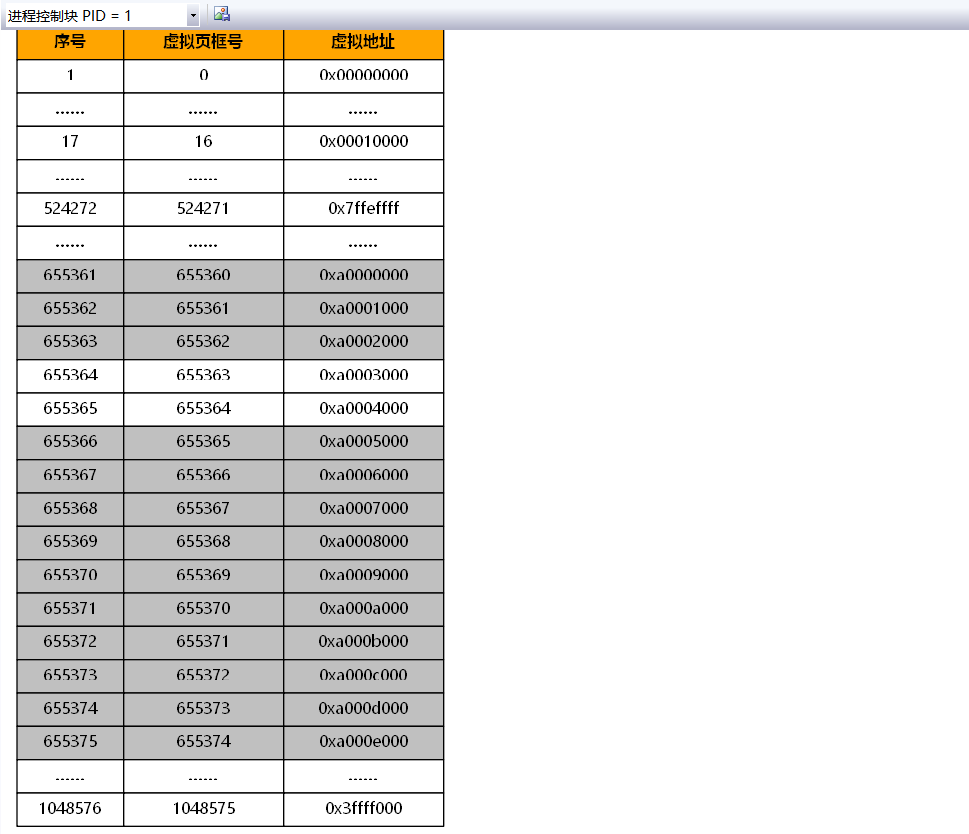 进程控制块 PID = 1
序号 虚拟页框号 虚拟地址
1 0 0x00000000
...... ...... ......
17 16 0x00010000
...... ...... ......
524272 524271 0x7ffeffff
...... ...... ......
655361 655360 0xa0000000
655362 655361 0xa0001000
655363 655362 0xa0002000
655364 655363 0xa0003000
655365 655364 0xa0004000
655366 655365 0xa0005000
655367 655366 0xa0006000
655368 655367 0xa0007000
655369 655368 0xa0008000
655370 655369 0xa0009000
655371 655370 0xa000a000
655372 655371 0xa000b000
655373 655372 0xa000c000
655374 655373 0xa000d000
655375 655374 0xa000e000
...... ...... ......
1048576 1048575 0x3ffff000